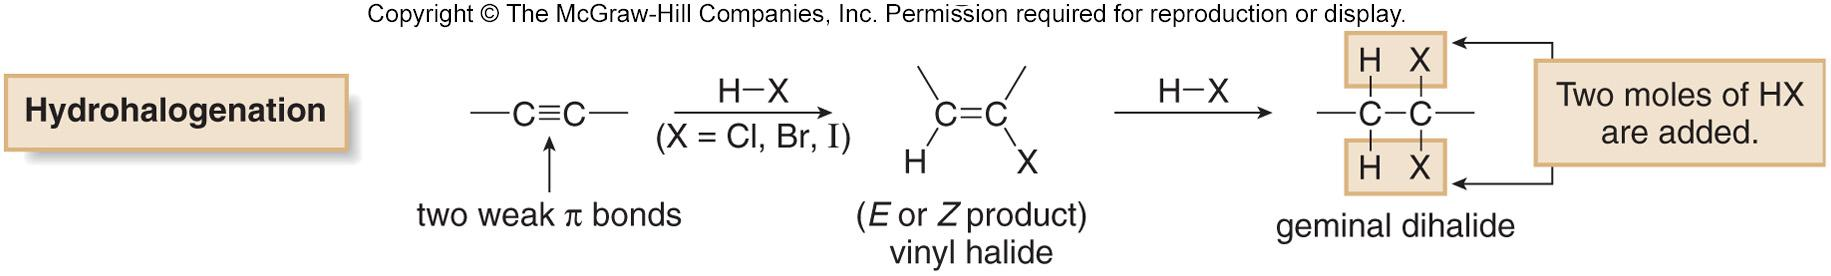 Copyright © The McGraw-Hill Companies, Inc. Permission required for reproduction or display.
Hydrohalogenation
—C≡C—
two weak π bonds
H—X
(X = Cl, Br, I)
C=C
H X
(E or Z product)
vinyl halide
H—X
H X
—C—C—
H X
geminal dihalide
Two moles of HX
are added.